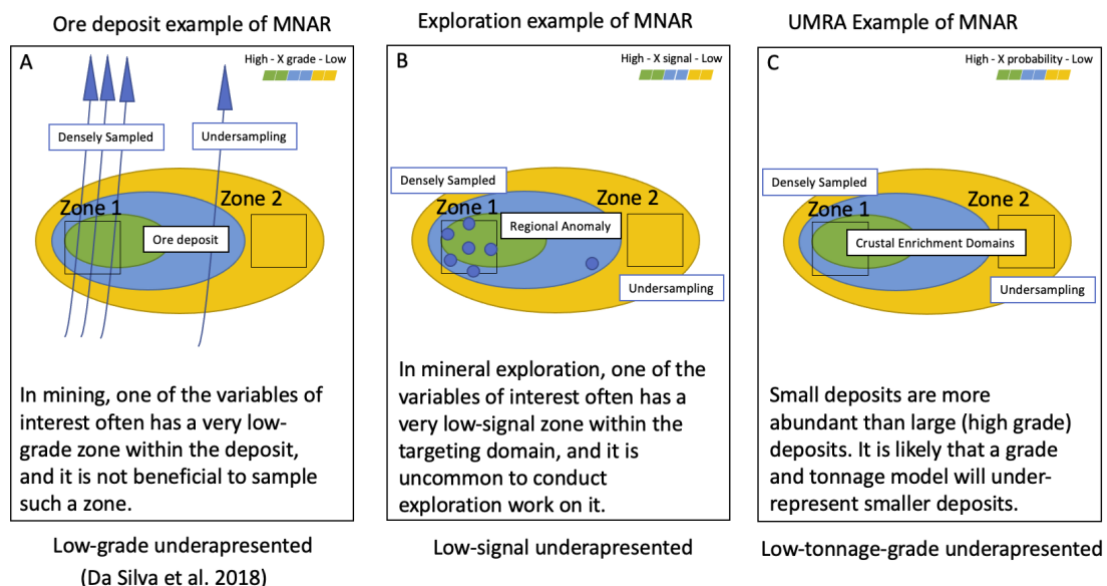 Ore deposit example of MNAR
A
High - X grade - Low
Densely Sampled
Undersampling
Zone 1
Zone 2
Ore deposit
In mining, one of the variables of
interest often has a very low-
grade zone within the deposit,
and it is not beneficial to sample
such a zone.
Low-grade underapresented
(Da Silva et al. 2018)
Exploration example of MNAR
B
High - X signal - Low
Densely Sampled
Zone 1
Zone 2
Regional Anomaly
Undersampling
In mineral exploration, one of the
variables of interest often has a
very low-signal zone within the
targeting domain, and it is
uncommon to conduct
exploration work on it.
Low-signal underapresented
UMRA Example of MNAR
C
High - X probability - Low
Densely Sampled
Zone 1
Zone 2
Crustal Enrichment Domains
Undersampling
Small deposits are more
abundant than large (high grade)
deposits. It is likely that a grade
and tonnage model will under-
represent smaller deposits.
Low-tonnage-grade underapresented